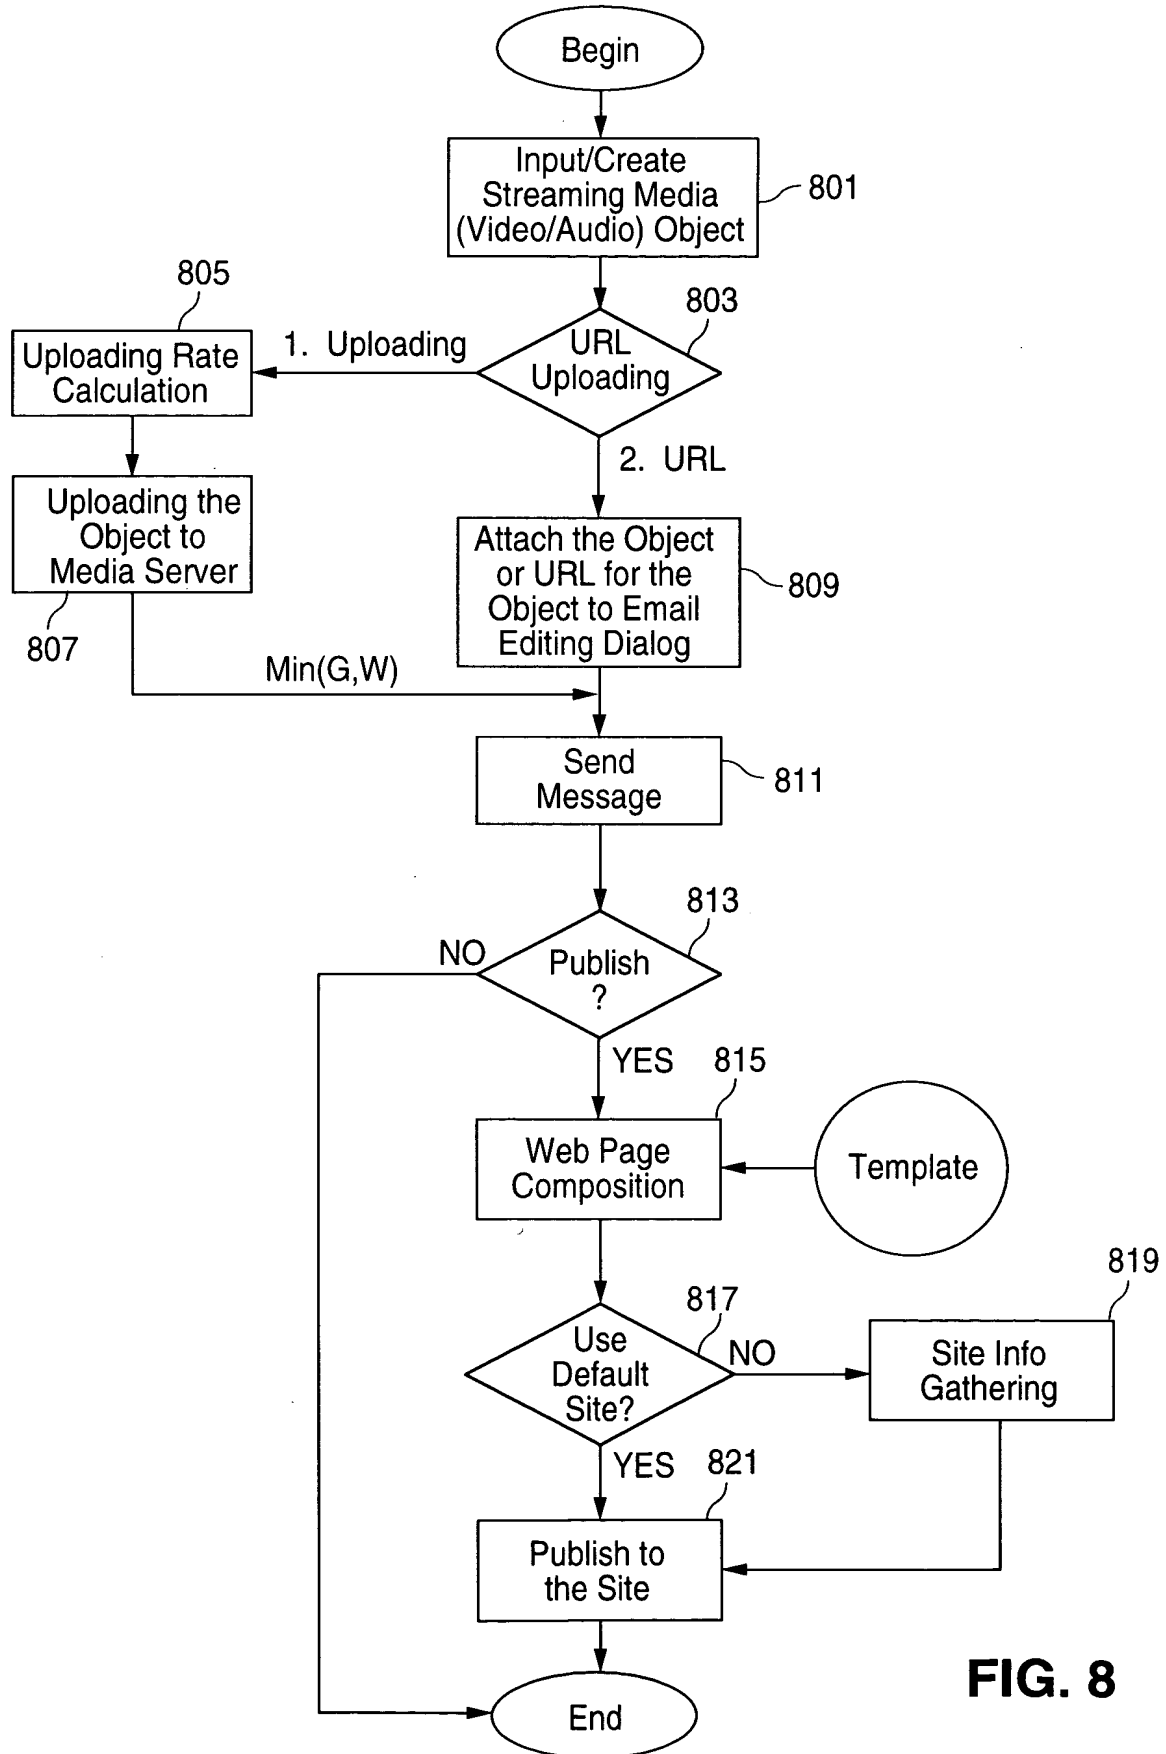 Begin
Input/Create
Streaming Media
(Video/Audio) Object
801
805
803
URL
Uploading
1. Uploading
Uploading Rate
Calculation
2. URL
Uploading the
Object to
Media Server
807
Attach the Object
or URL for the
Object to Email
Editing Dialog
809
Min(G,W)
Send
Message
811
813
Publish
?
NO
YES
815
Web Page
Composition
Template
817
Use
Default
Site?
NO
819
Site Info
Gathering
YES
821
Publish to
the Site
End
FIG. 8